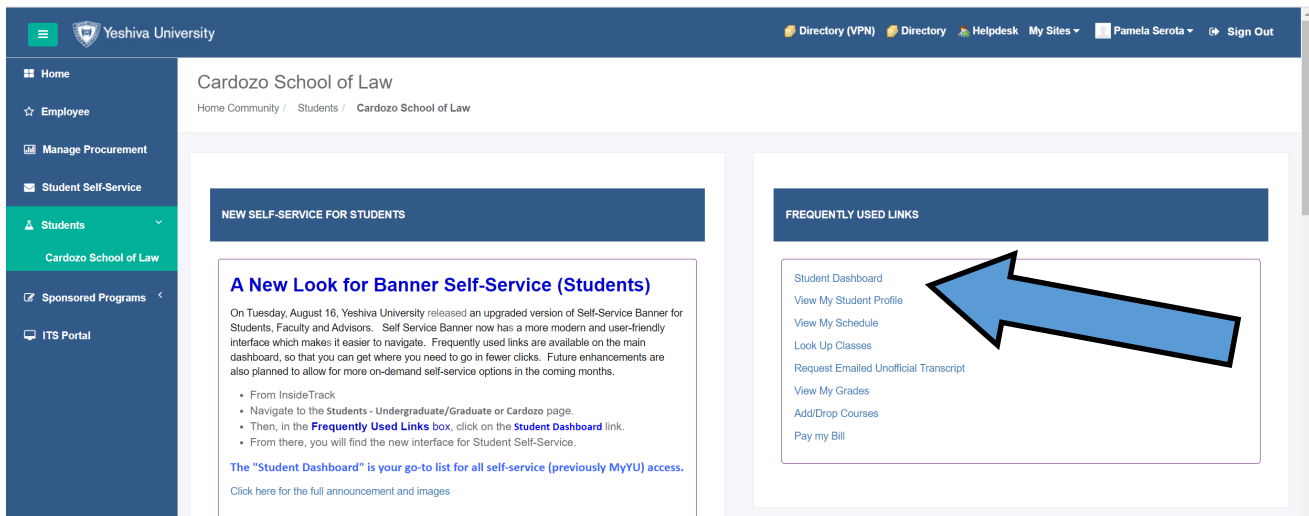 Yeshiva University
Directory (VPN) Directory Helpdesk My Sites Pamela Serota Sign Out
Home
Employee
Manage Procurement
Student Self-Service
Students
Cardozo School of Law
Sponsored Programs
ITS Portal
Cardozo School of Law
Home Community / Students / Cardozo School of Law
NEW SELF-SERVICE FOR STUDENTS
A New Look for Banner Self-Service (Students)
On Tuesday, August 16, Yeshiva University released an upgraded version of Self-Service Banner for
Students, Faculty and Advisors. Self Service Banner now has a more modern and user-friendly
interface which makes it easier to navigate. Frequently used links are available on the main
dashboard, so that you can get where you need to go in fewer clicks. Future enhancements are
also planned to allow for more on-demand self-service options in the coming months.
• From InsideTrack
• Navigate to the Students - Undergraduate/Graduate or Cardozo page.
• Then, in the Frequently Used Links box, click on the Student Dashboard link.
• From there, you will find the new interface for Student Self-Service.
The "Student Dashboard" is your go-to list for all self-service (previously MyYU) access.
Click here for the full announcement and images
FREQUENTLY USED LINKS
Student Dashboard
View My Student Profile
View My Schedule
Look Up Classes
Request Emailed Unofficial Transcript
View My Grades
Add/Drop Courses
Pay my Bill